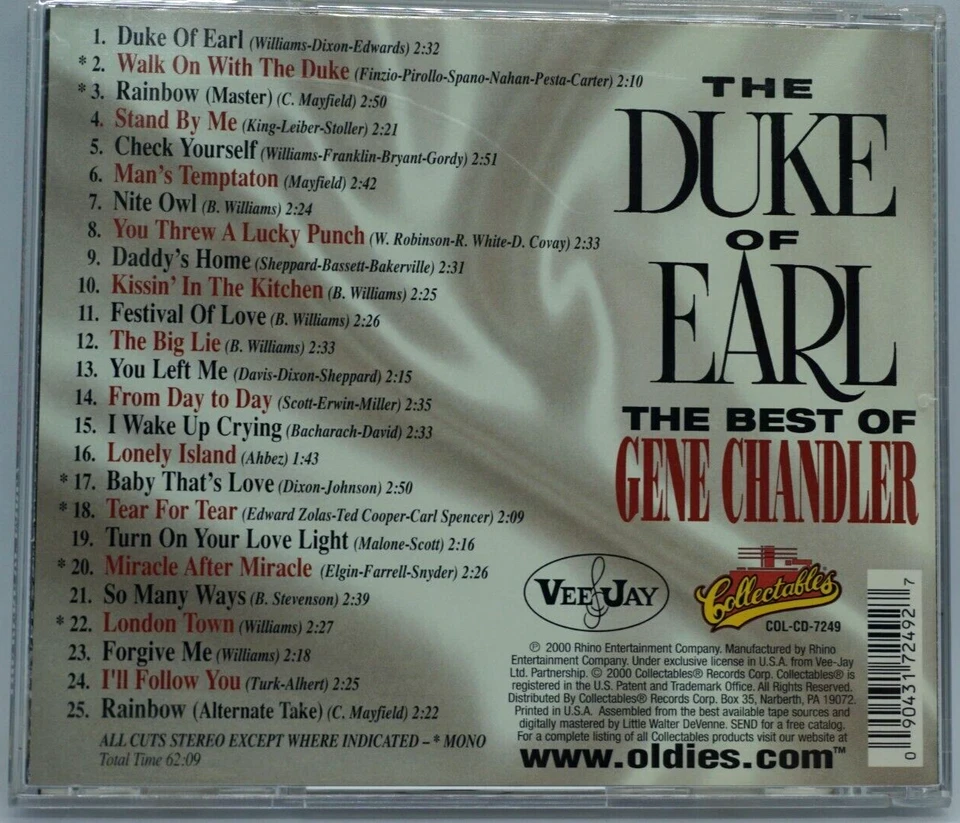 1. Duke Of Earl (Williams-Dixon-Edwards) 2:32
* 2. Walk On With The Duke (Finzio-Pirollo-Spano-Nahan-Pesta-Carter) 2:10
* 3. Rainbow (Master) (C. Mayfield) 2:50
4. Stand By Me (King-Leiber-Stoller) 2:21
5. Check Yourself (Williams-Franklin-Bryant-Gordy) 2:51
6. Man's Temptaton (Mayfield) 2:42
7. Nite Owl (B. Williams) 2:24
8. You Threw A Lucky Punch (W. Robinson-R. White-D. Covay) 2:33
9. Daddy's Home (Sheppard-Bassett-Bakerville) 2:31
10. Kissin' In The Kitchen (B. Williams) 2:25
11. Festival Of Love (B. Williams) 2:26
12. The Big Lie (B. Williams) 2:33
13. You Left Me (Davis-Dixon-Sheppard) 2:15
14. From Day to Day (Scott-Erwin-Miller) 2:35
15. I Wake Up Crying (Bacharach-David) 2:33
16. Lonely Island (Ahbez) 1:43
* 17. Baby That's Love (Dixon-Johnson) 2:50
* 18. Tear For Tear (Edward Zolas-Ted Cooper-Carl Spencer) 2:09
19. Turn On Your Love Light (Malone-Scott) 2:16
* 20. Miracle After Miracle (Elgin-Farrell-Snyder) 2:26
21. So Many Ways (B. Stevenson) 2:39
* 22. London Town (Williams) 2:27
23. Forgive Me (Williams) 2:18
24. I'll Follow You (Turk-Alhert) 2:25
25. Rainbow (Alternate Take) (C. Mayfield) 2:22
ALL CUTS STEREO EXCEPT WHERE INDICATED – * MONO
Total Time 62:09
THE
DUKE
OF
EARL
THE BEST OF
GENE CHANDLER
VEE JAY
Collectables
COL-CD-7249
℗ 2000 Rhino Entertainment Company. Manufactured by Rhino
Entertainment Company. Under exclusive license in U.S.A. from Vee-Jay
Ltd. Partnership. © 2000 Collectables® Records Corp. Collectables® is
registered in the U.S. Patent and Trademark Office. All Rights Reserved.
Distributed By Collectables® Records Corp. Box 35, Narberth, PA 19072.
Printed in U.S.A. Assembled from the best available tape sources and
digitally mastered by Little Walter DeVenne. SEND for a free catalog.
For a complete listing of all Collectables products visit our website at
www.oldies.com™
0 90431 72492 7